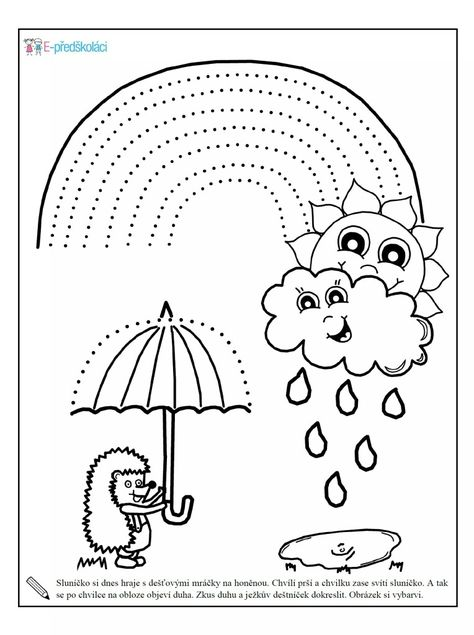 E-předškoláci
Sluníčko si dnes hraje s dešťovými mráčky na honěnou. Chvíli prší a chvilku zase svítí sluníčko. A tak
se po chvilce na obloze objeví duha. Zkus duhu a ježkův deštníček dokreslit. Obrázek si vybarvi.